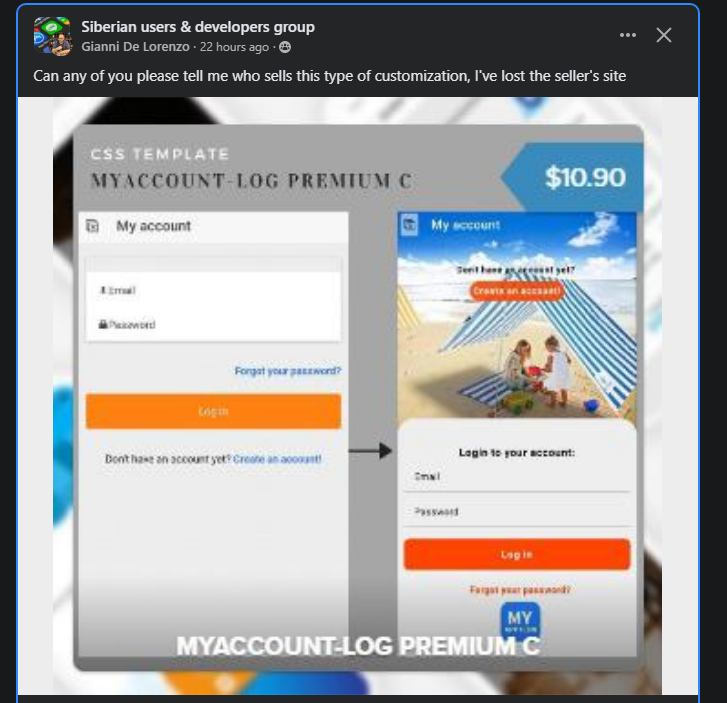 Siberian users & developers group
Gianni De Lorenzo · 22 hours ago ·
Can any of you please tell me who sells this type of customization, I've lost the seller's site
CSS TEMPLATE
MYACCOUNT-LOG PREMIUM C
$10.90
My account
Email
Password
Forgot your password?
Log in
Don't have an account yet? Create an account!
My account
Don't have an account yet?
Create an account!
Login to your account:
Email
Password
Log in
Forgot your password?
MY
MYACCOUNT-LOG PREMIUM C